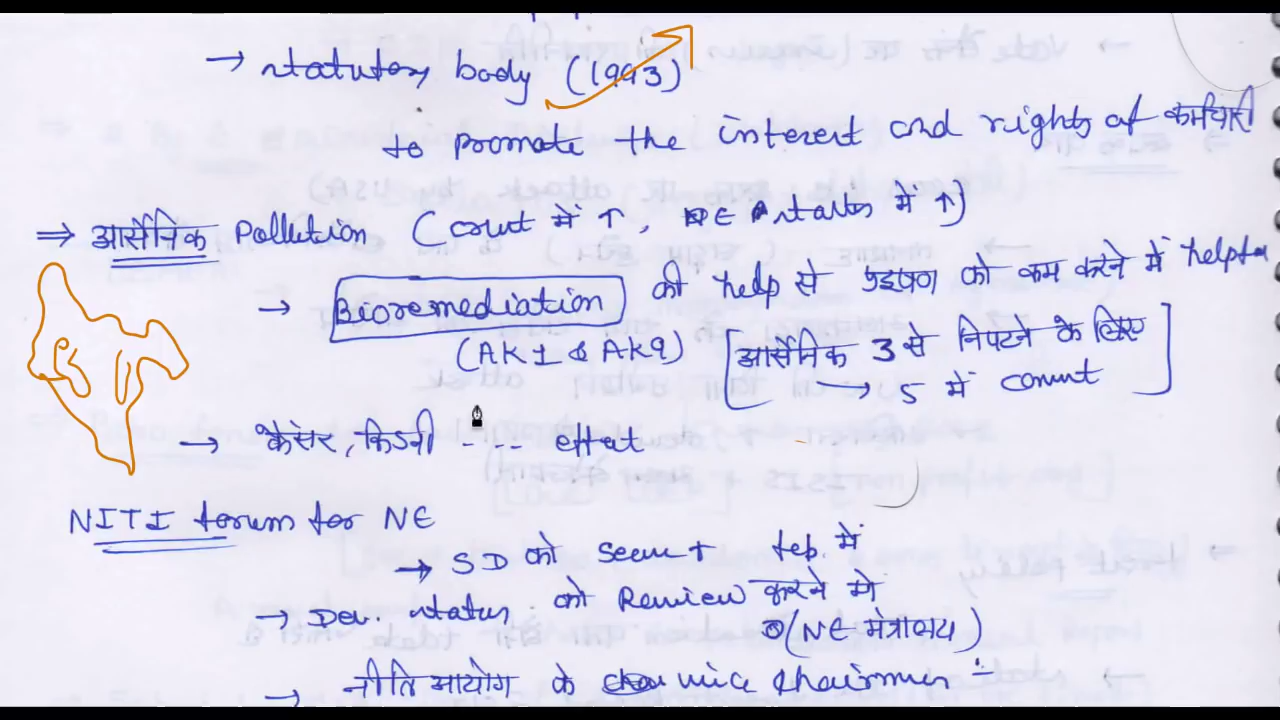 → statutory body (1993)
to promote the interest and rights of कर्मचारी
⇒ आर्सेनिक Pollution (coast में ↑, NE states में ↑)
→ Bioremediation की help से प्रदूषण को कम करने में helpful
(AK1 & AK9) [आर्सेनिक 3 से निपटने के लिए
→ 5 में convert]
→ कैंसर, किडनी - - - effect
NITI forum for NE
→ SD को secure + feb. में
→ Dev. status को Review करने में
(NE मंत्रालय)
→ नीति आयोग के vice chairman -